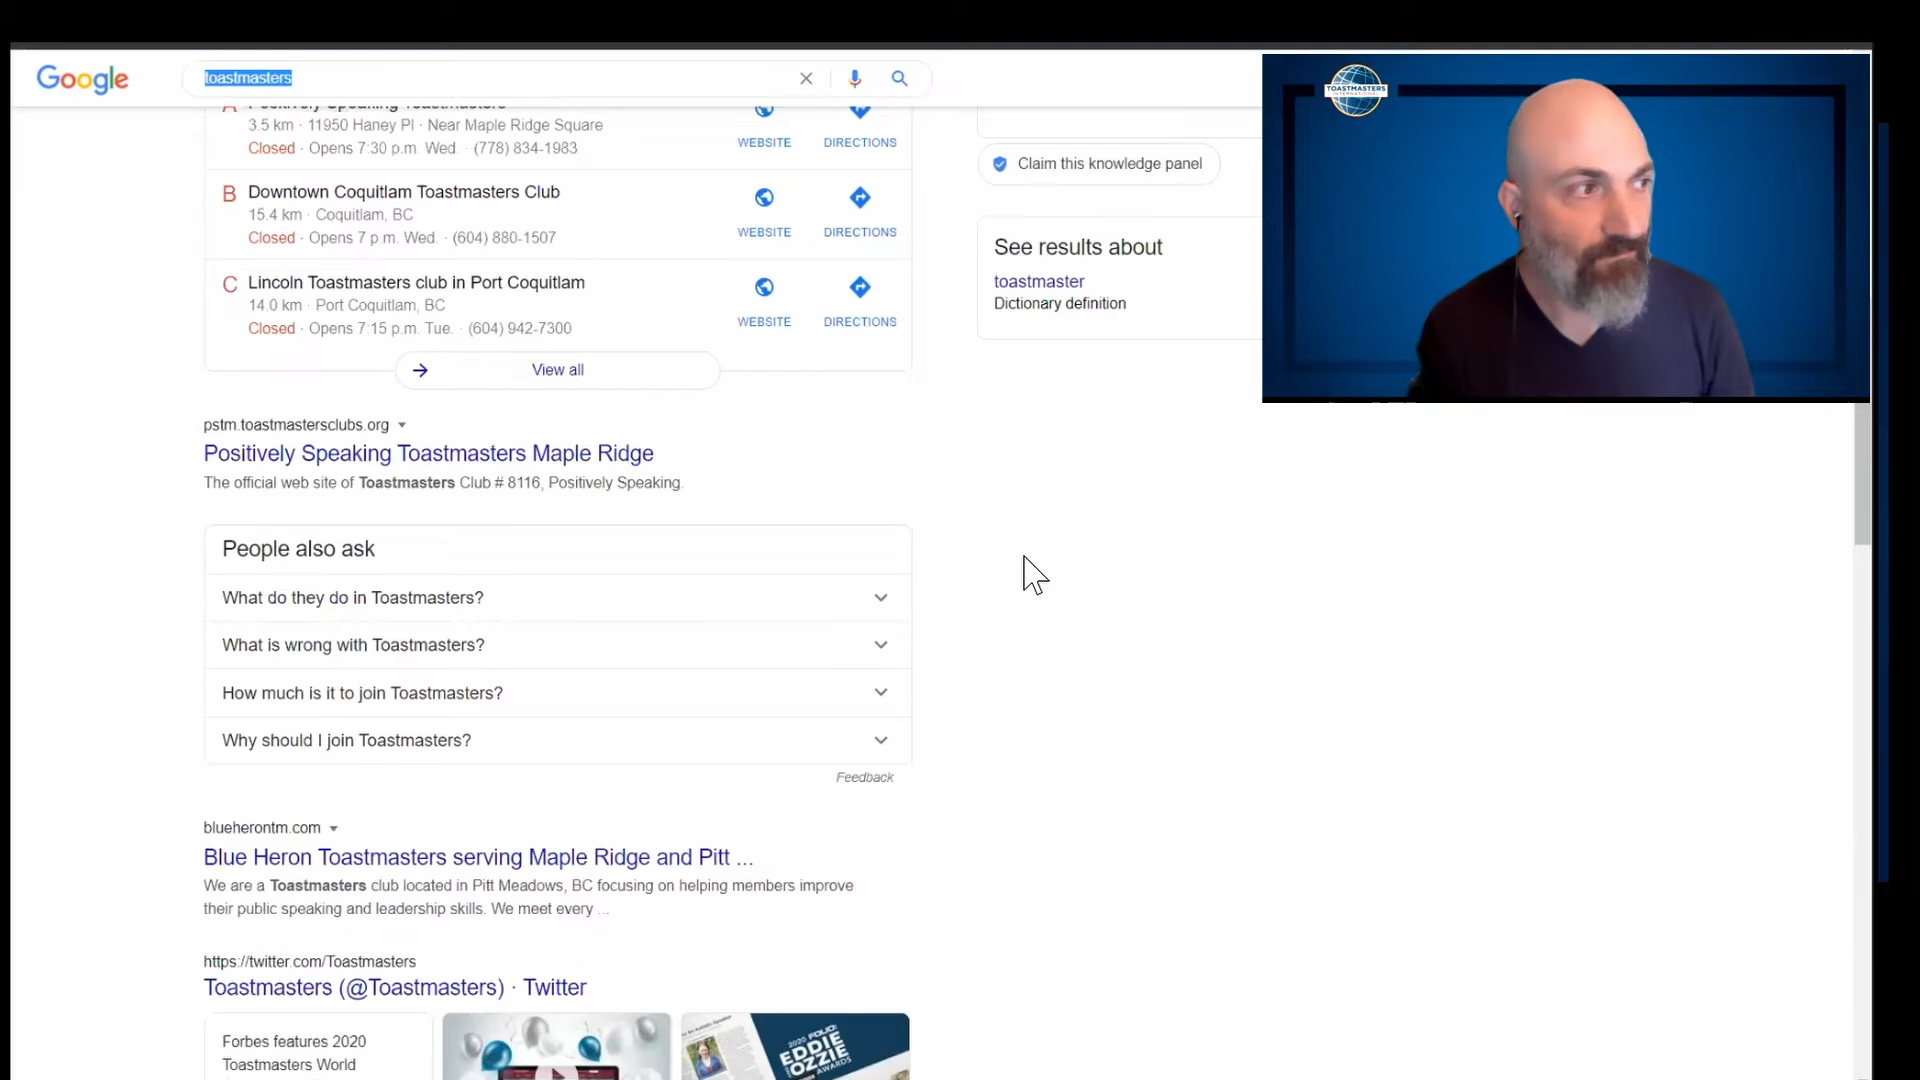 Google
toastmasters
A Positively Speaking Toastmasters
3.5 km · 11950 Haney Pl · Near Maple Ridge Square
Closed · Opens 7:30 p.m. Wed. · (778) 834-1983
WEBSITE
DIRECTIONS
B Downtown Coquitlam Toastmasters Club
15.4 km · Coquitlam, BC
Closed · Opens 7 p.m. Wed. · (604) 880-1507
WEBSITE
DIRECTIONS
C Lincoln Toastmasters club in Port Coquitlam
14.0 km · Port Coquitlam, BC
Closed · Opens 7:15 p.m. Tue. · (604) 942-7300
WEBSITE
DIRECTIONS
View all
pstm.toastmastersclubs.org
Positively Speaking Toastmasters Maple Ridge
The official web site of Toastmasters Club # 8116, Positively Speaking.
People also ask
What do they do in Toastmasters?
What is wrong with Toastmasters?
How much is it to join Toastmasters?
Why should I join Toastmasters?
Feedback
blueherontm.com
Blue Heron Toastmasters serving Maple Ridge and Pitt ...
We are a Toastmasters club located in Pitt Meadows, BC focusing on helping members improve
their public speaking and leadership skills. We meet every ...
https://twitter.com/Toastmasters
Toastmasters (@Toastmasters) · Twitter
Forbes features 2020
Toastmasters World
2020 FOLIO:
EDDIE
OZZIE
AWARDS
Claim this knowledge panel
See results about
toastmaster
Dictionary definition
TOASTMASTERS
INTERNATIONAL